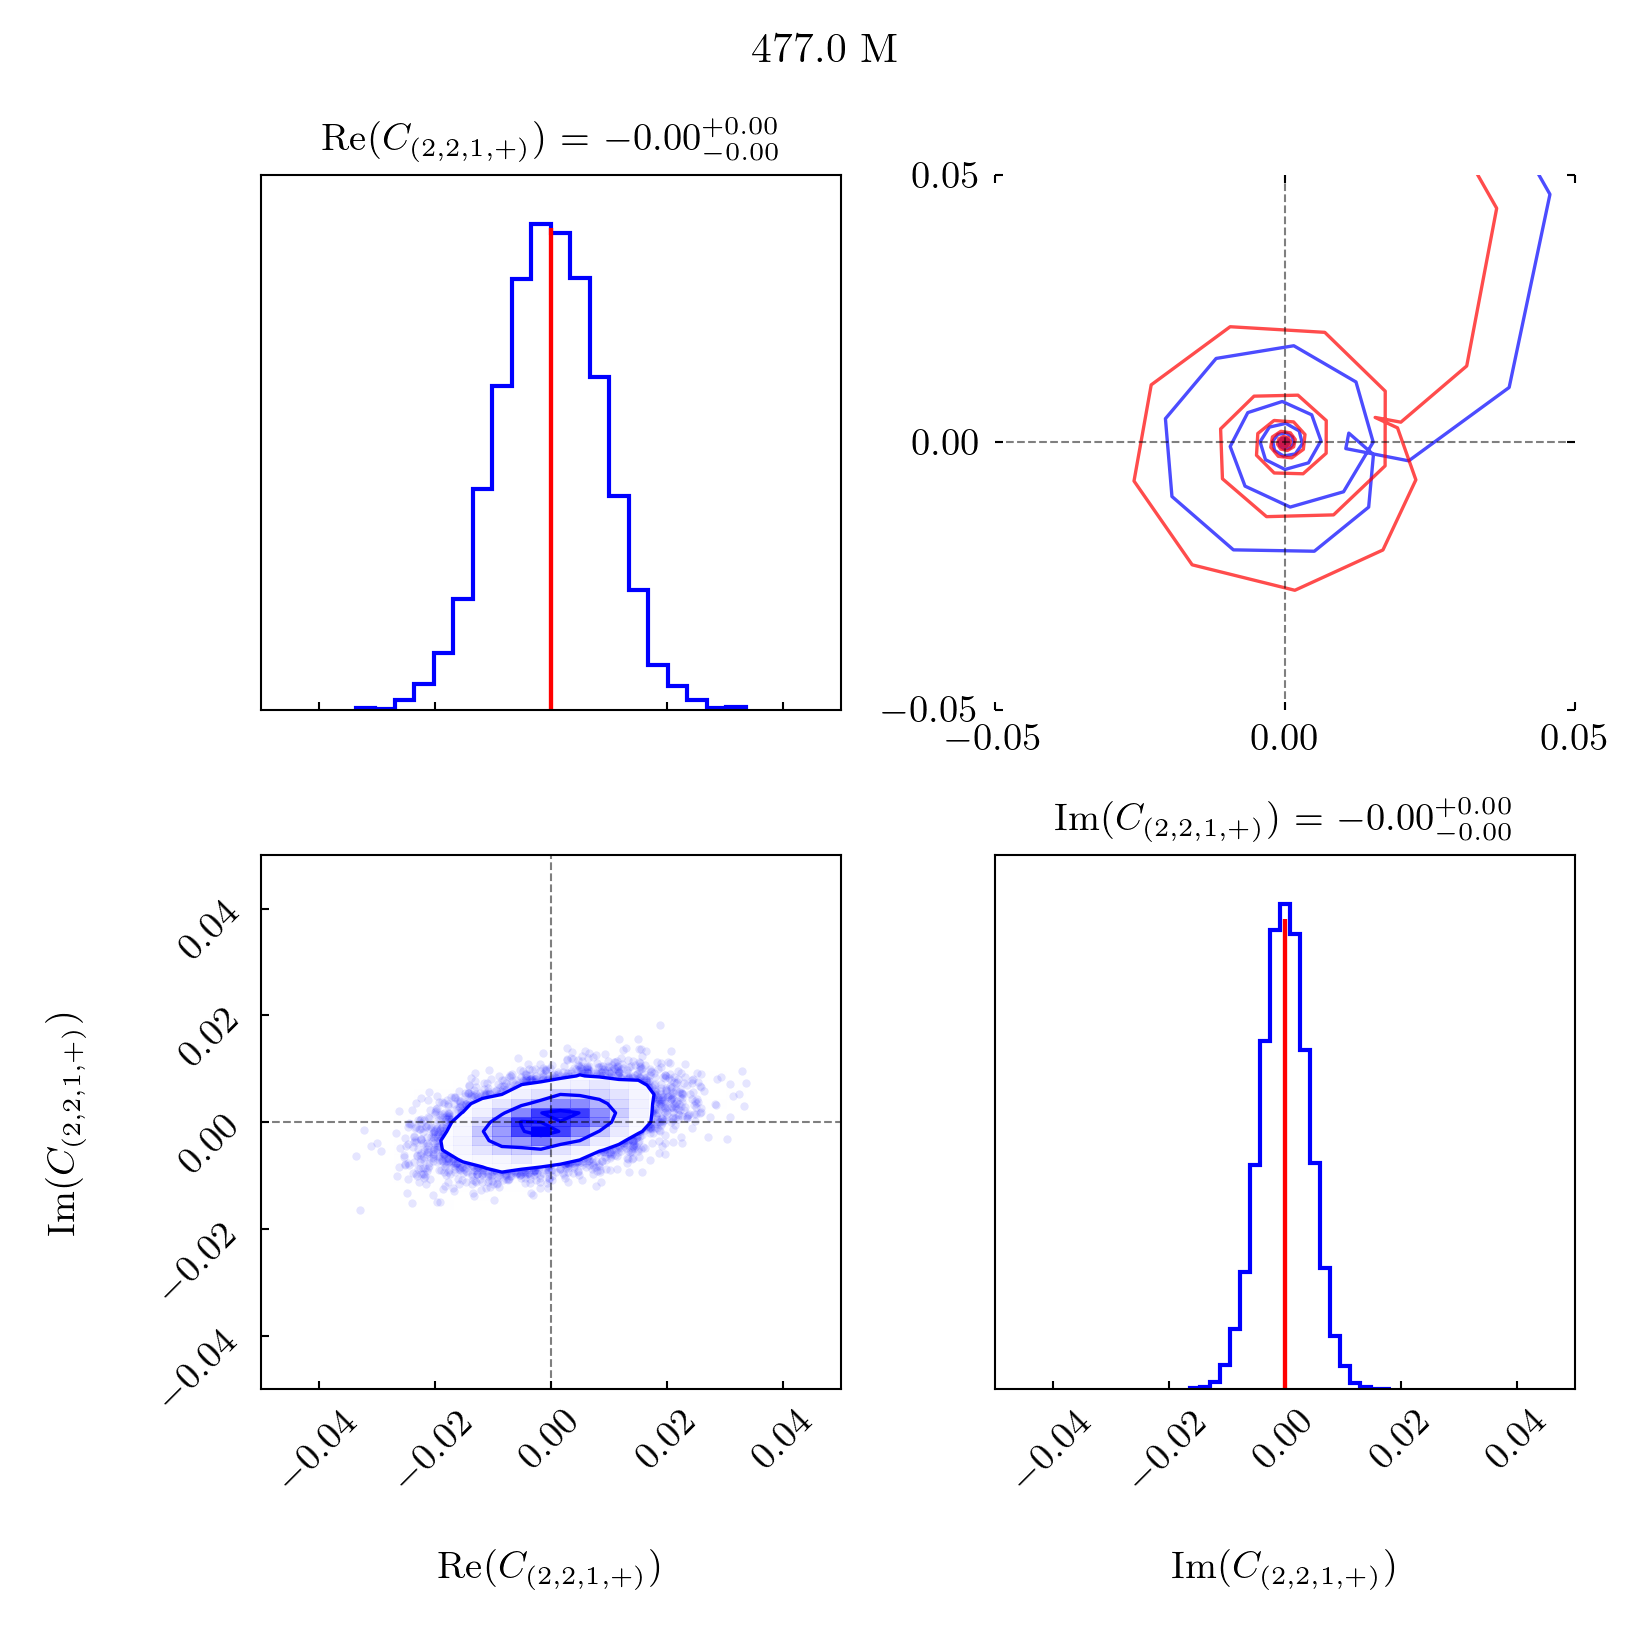 477.0 M
Re(C_{(2,2,1,+)}) = −0.00^{+0.00}_{−0.00}
0.05
0.00
−0.05
−0.05 0.00 0.05
Im(C_{(2,2,1,+)}) = −0.00^{+0.00}_{−0.00}
Im(C_{(2,2,1,+)})
0.04
0.02
0.00
−0.02
−0.04
−0.04 −0.02 0.00 0.02 0.04
−0.04 −0.02 0.00 0.02 0.04
Re(C_{(2,2,1,+)})
Im(C_{(2,2,1,+)})